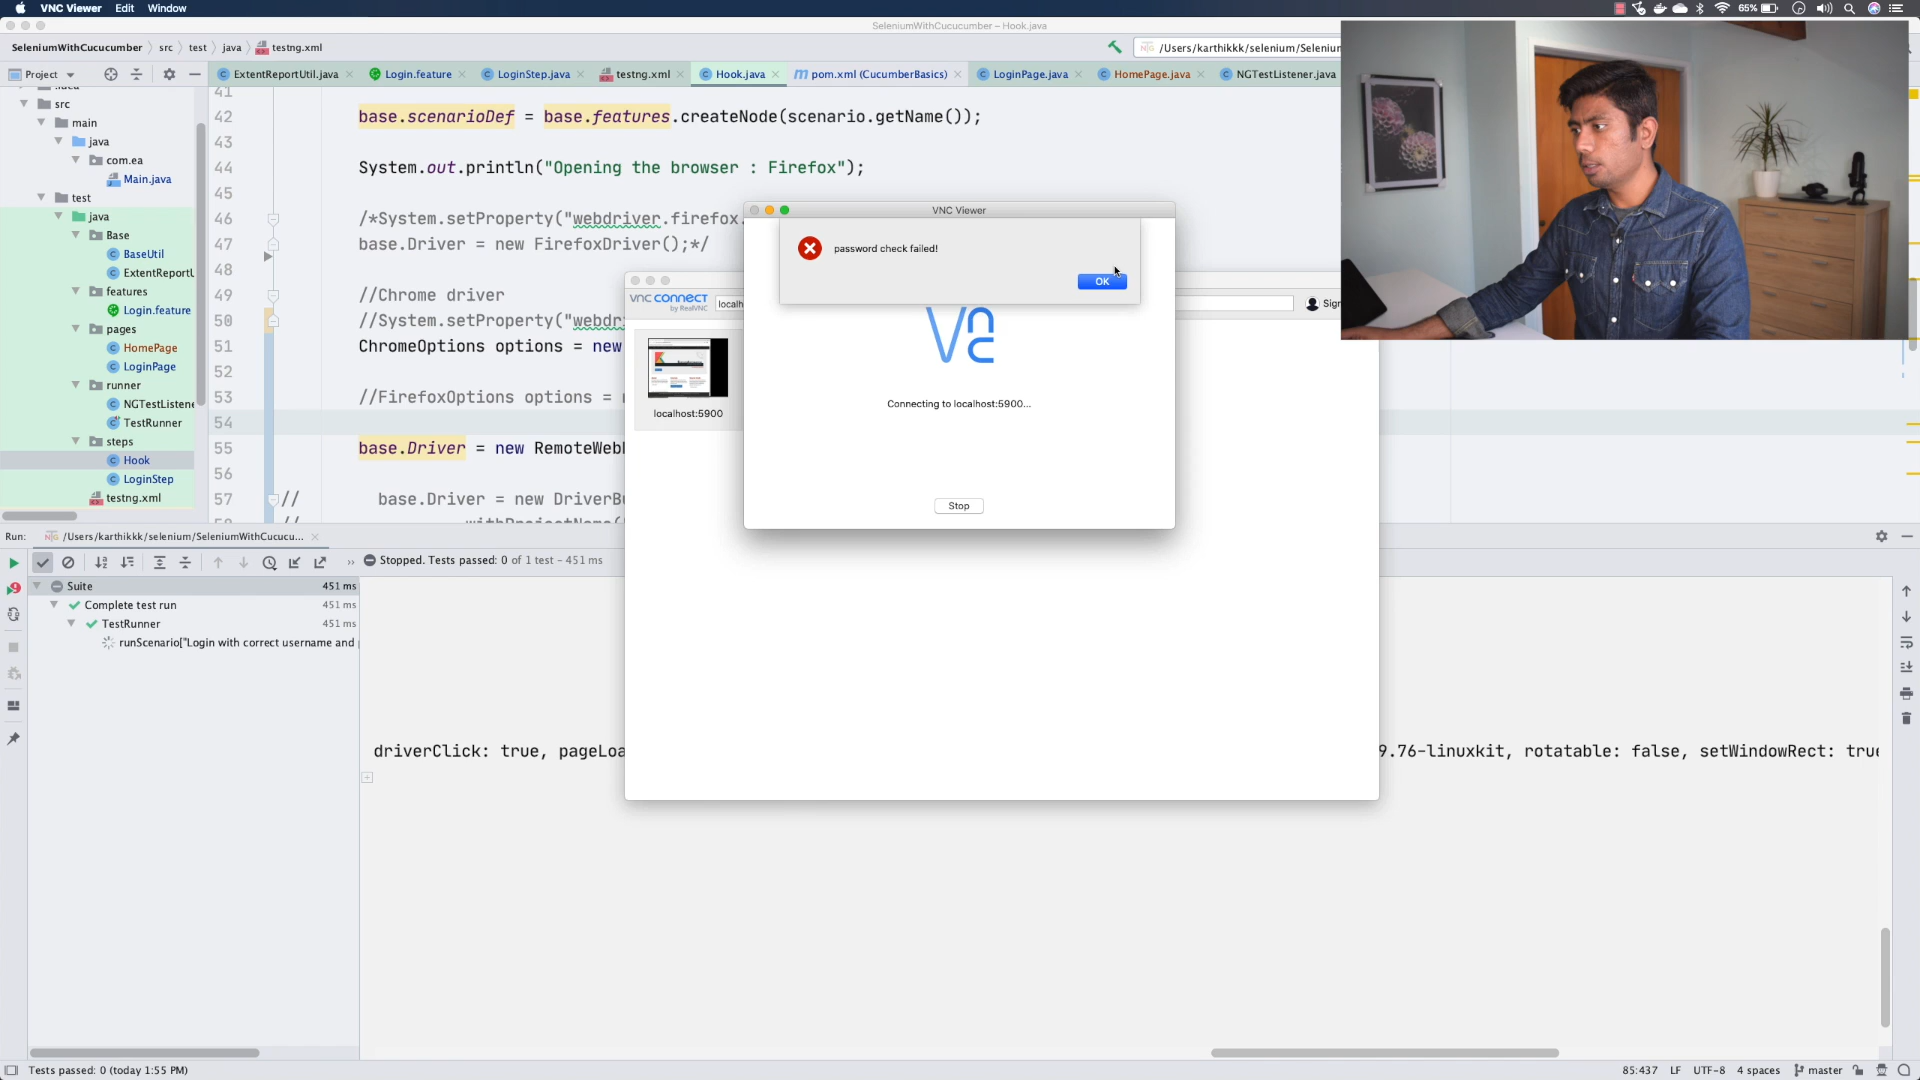 VNC Viewer Edit Window
65%
SeleniumWithCucucumber – Hook.java
SeleniumWithCucucumber src test java testng.xml
/Users/karthikkk/selenium/Selenium
Project
ExtentReportUtil.java Login.feature LoginStep.java testng.xml Hook.java pom.xml (CucumberBasics) LoginPage.java HomePage.java NGTestListener.java
src
main
java
com.ea
Main.java
test
java
Base
BaseUtil
ExtentReportU
features
Login.feature
pages
HomePage
LoginPage
runner
NGTestListene
TestRunner
steps
Hook
LoginStep
testng.xml
41
42 base.scenarioDef = base.features.createNode(scenario.getName());
43
44 System.out.println("Opening the browser : Firefox");
45
46 /*System.setProperty("webdriver.firefox.
47 base.Driver = new FirefoxDriver();*/
48
49 //Chrome driver
50 //System.setProperty("webdr
51 ChromeOptions options = new
52
53 //FirefoxOptions options =
54
55 base.Driver = new RemoteWeb
56
57 // base.Driver = new DriverBu
VNC Viewer
password check failed!
OK
VNC
Connecting to localhost:5900...
Stop
vnc connect
by RealVNC
localh
Sign
localhost:5900
Run: /Users/karthikkk/selenium/SeleniumWithCucucu...
Stopped. Tests passed: 0 of 1 test – 451 ms
Suite 451 ms
Complete test run 451 ms
TestRunner 451 ms
runScenario["Login with correct username and
driverClick: true, pageLoa
9.76-linuxkit, rotatable: false, setWindowRect: true
Tests passed: 0 (today 1:55 PM)
85:437 LF UTF-8 4 spaces master